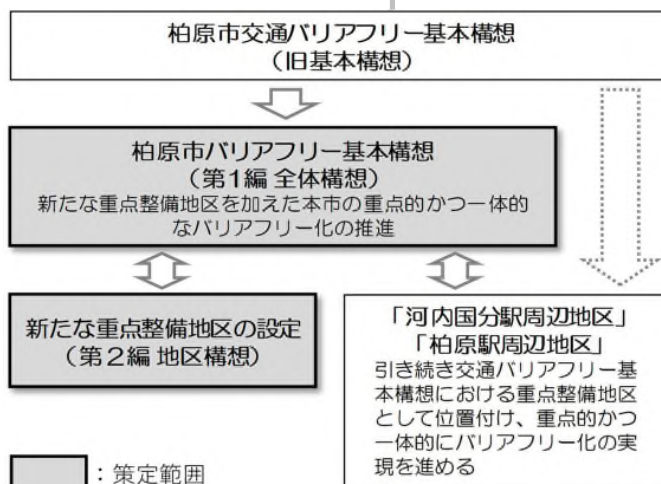 柏原市交通バリアフリー基本構想
（旧基本構想）
柏原市バリアフリー基本構想
（第1編 全体構想）
新たな重点整備地区を加えた本市の重点的かつ一体的
なバリアフリー化の推進
新たな重点整備地区の設定
（第２編 地区構想）
「河内国分駅周辺地区」
「柏原駅周辺地区」
引き続き交通バリアフリー基
本構想における重点整備地区
として位置付け、重点的かつ
一体的にバリアフリー化の実
現を進める
：策定範囲